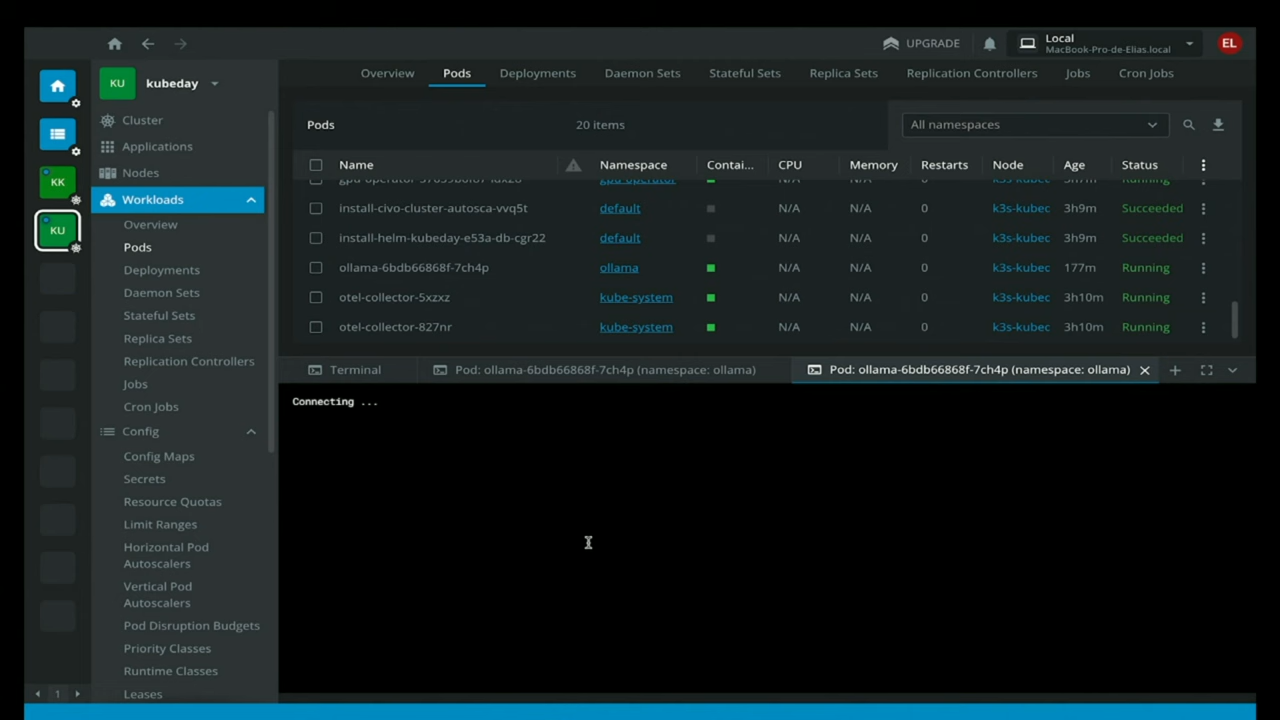 UPGRADE
Local
MacBook-Pro-de-Elias.local
EL
KU
kubeday
Overview
Pods
Deployments
Daemon Sets
Stateful Sets
Replica Sets
Replication Controllers
Jobs
Cron Jobs
Cluster
Applications
Nodes
KK
Workloads
KU
Overview
Pods
Deployments
Daemon Sets
Stateful Sets
Replica Sets
Replication Controllers
Jobs
Cron Jobs
Config
Config Maps
Secrets
Resource Quotas
Limit Ranges
Horizontal Pod
Autoscalers
Vertical Pod
Autoscalers
Pod Disruption Budgets
Priority Classes
Runtime Classes
Leases
1
Pods 20 items All namespaces
Name Namespace Contai... CPU Memory Restarts Node Age Status
install-civo-cluster-autosca-vvq5t default N/A N/A 0 k3s-kubec 3h9m Succeeded
install-helm-kubeday-e53a-db-cgr22 default N/A N/A 0 k3s-kubec 3h9m Succeeded
ollama-6bdb66868f-7ch4p ollama N/A N/A 0 k3s-kubec 177m Running
otel-collector-5xzxz kube-system N/A N/A 0 k3s-kubec 3h10m Running
otel-collector-827nr kube-system N/A N/A 0 k3s-kubec 3h10m Running
Terminal
Pod: ollama-6bdb66868f-7ch4p (namespace: ollama)
Pod: ollama-6bdb66868f-7ch4p (namespace: ollama)
Connecting ...